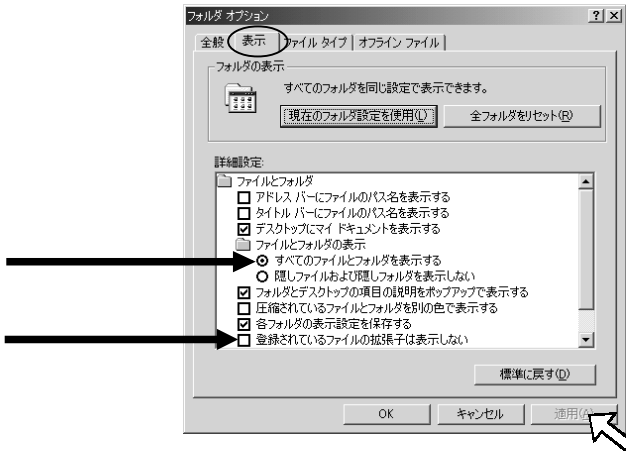 フォルダ オプション
全般 表示 ファイル タイプ オフライン ファイル
フォルダの表示
すべてのフォルダを同じ設定で表示できます。
現在のフォルダ設定を使用(L) 全フォルダをリセット(R)
詳細設定:
ファイルとフォルダ
アドレス バーにファイルのパス名を表示する
タイトル バーにファイルのパス名を表示する
デスクトップにマイ ドキュメントを表示する
ファイルとフォルダの表示
すべてのファイルとフォルダを表示する
隠しファイルおよび隠しフォルダを表示しない
フォルダとデスクトップの項目の説明をポップアップで表示する
圧縮されているファイルとフォルダを別の色で表示する
各フォルダの表示設定を保存する
登録されているファイルの拡張子は表示しない
標準に戻す(D)
OK キャンセル 適用(A)